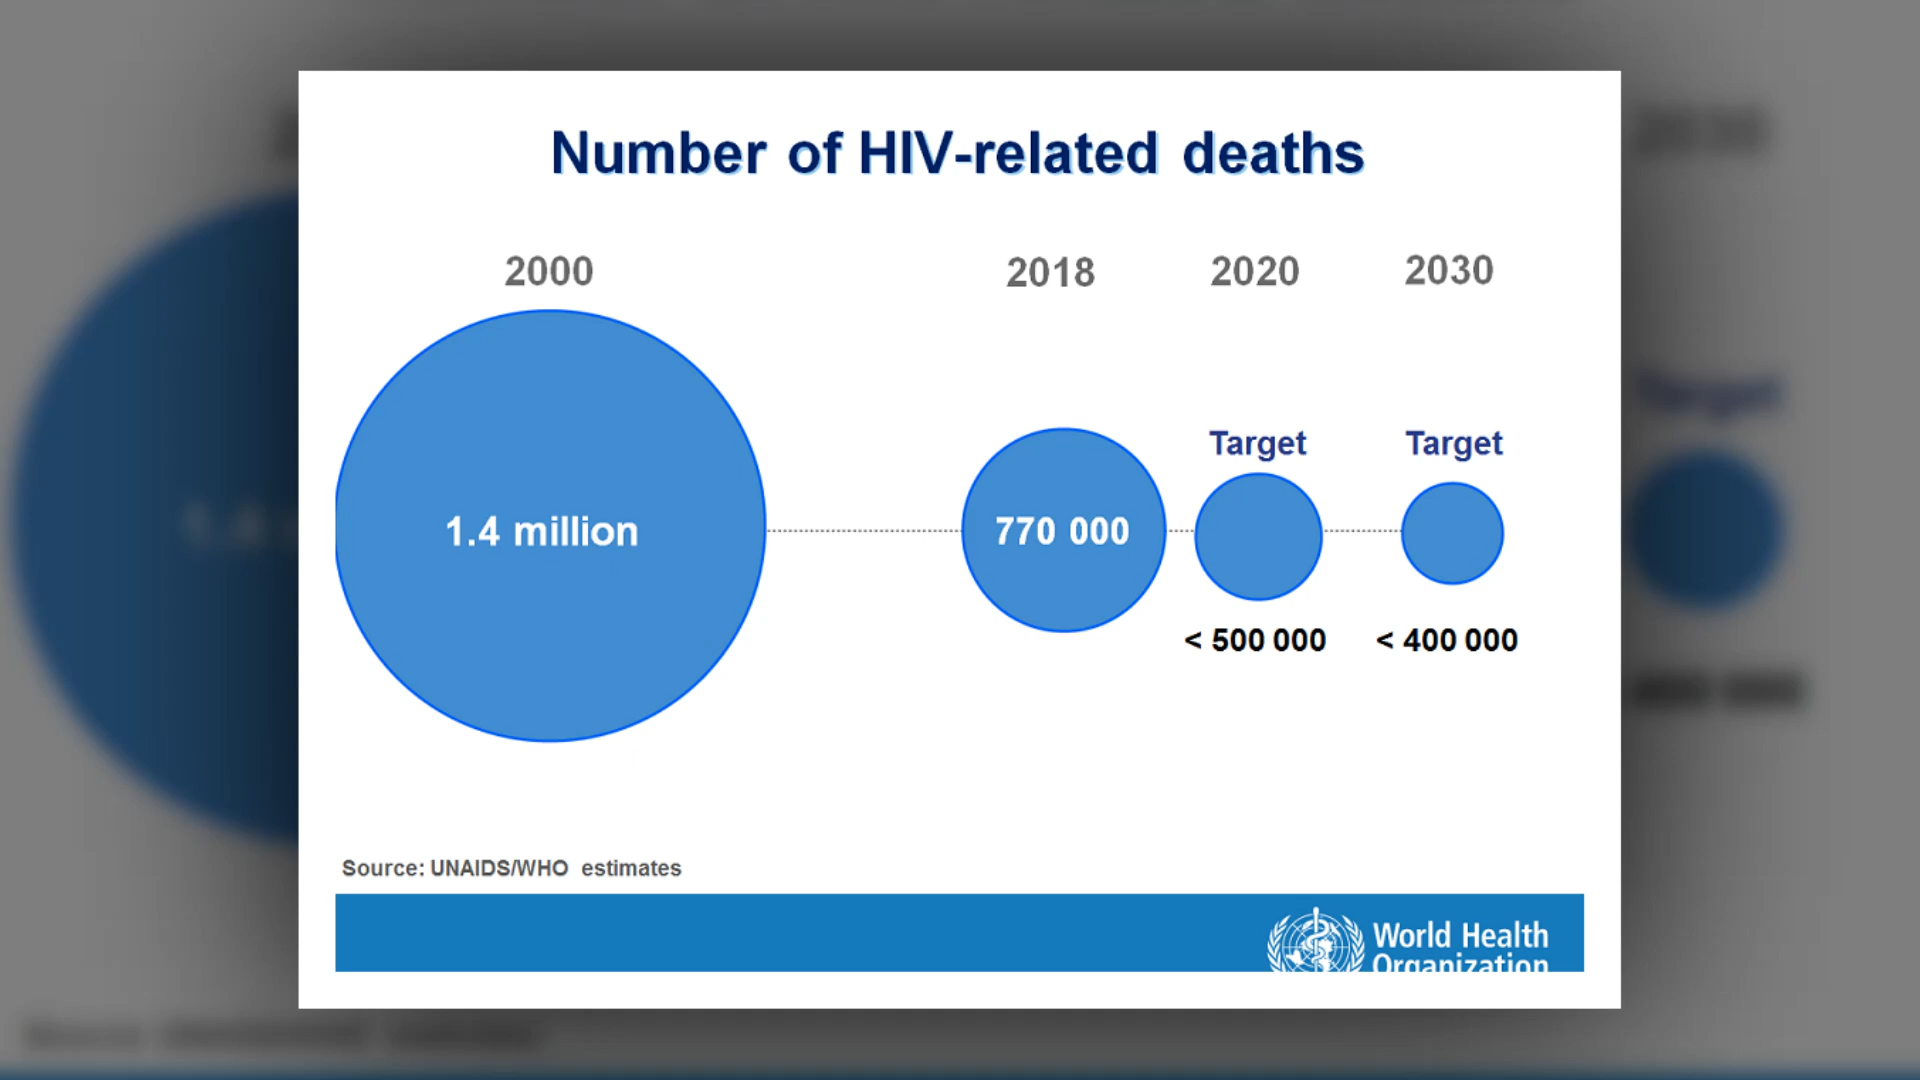 Number of HIV-related deaths
2000 2018 2020 2030
Target Target
1.4 million 770 000
< 500 000 < 400 000
Source: UNAIDS/WHO estimates
World Health
Organization